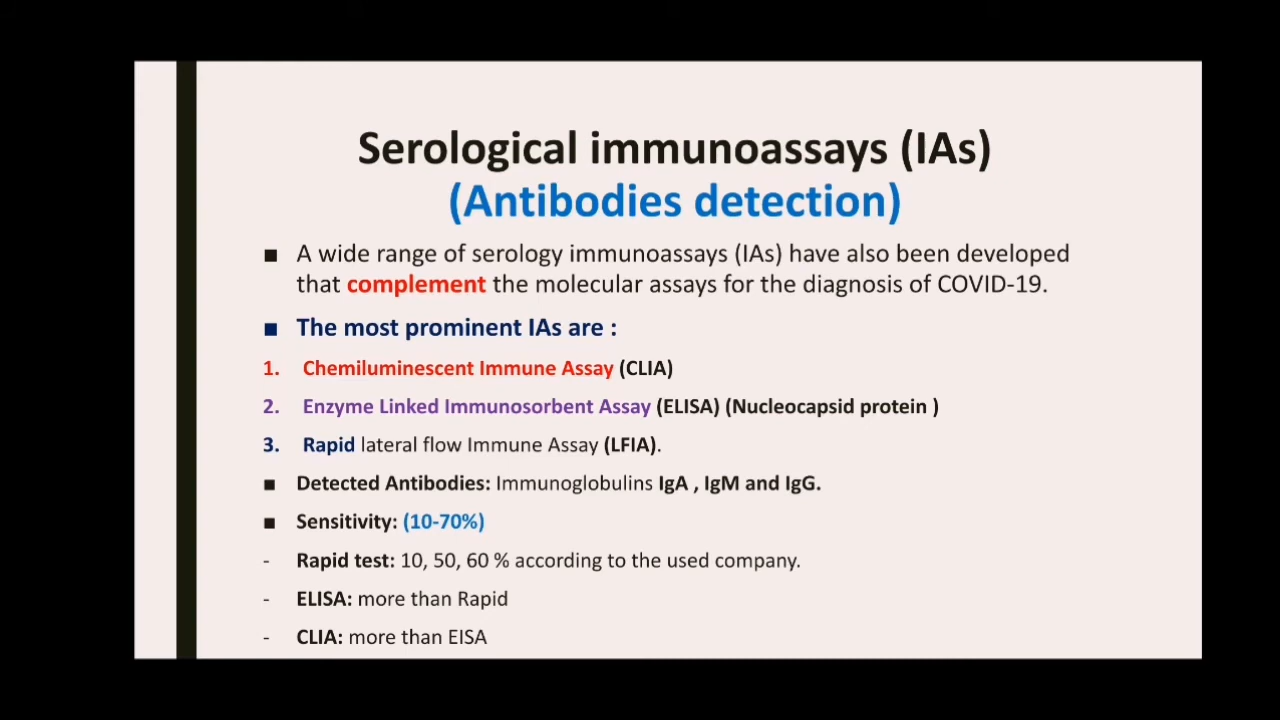 Serological immunoassays (IAs)
(Antibodies detection)
■ A wide range of serology immunoassays (IAs) have also been developed
that complement the molecular assays for the diagnosis of COVID-19.
■ The most prominent IAs are :
1. Chemiluminescent Immune Assay (CLIA)
2. Enzyme Linked Immunosorbent Assay (ELISA) (Nucleocapsid protein )
3. Rapid lateral flow Immune Assay (LFIA).
■ Detected Antibodies: Immunoglobulins IgA , IgM and IgG.
■ Sensitivity: (10-70%)
- Rapid test: 10, 50, 60 % according to the used company.
- ELISA: more than Rapid
- CLIA: more than EISA